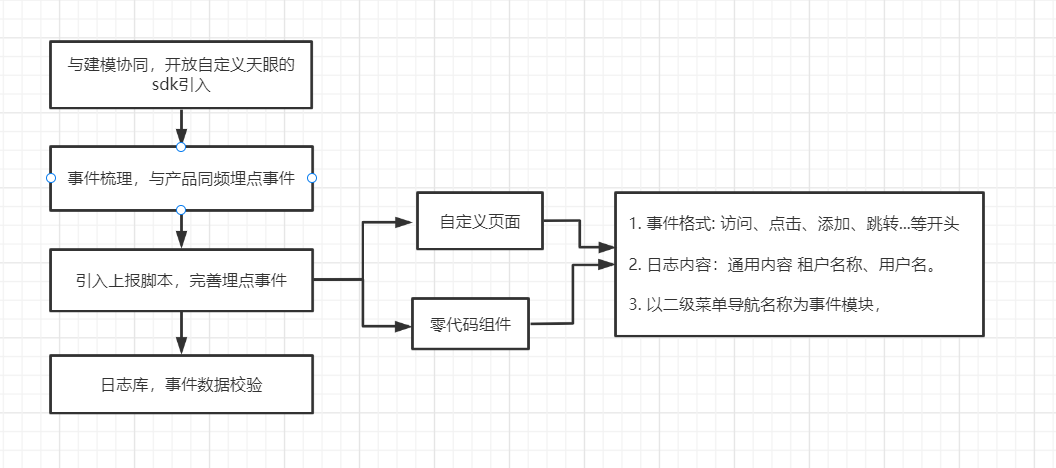 与建模协同，开放自定义天眼的
sdk引入
事件梳理，与产品同频埋点事件
引入上报脚本，完善埋点事件
日志库，事件数据校验
自定义页面
零代码组件
1. 事件格式: 访问、点击、添加、跳转...等开头
2. 日志内容：通用内容 租户名称、用户名。
3. 以二级菜单导航名称为事件模块，